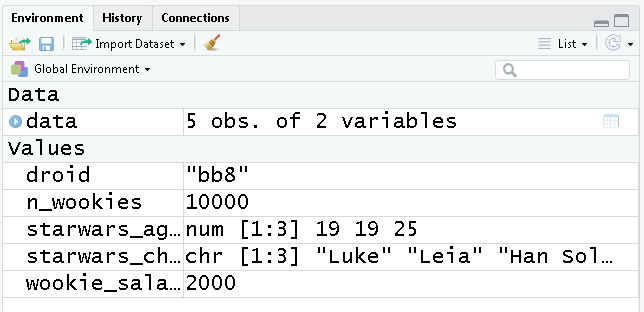 Environment History Connections
Import Dataset List
Global Environment
Data
data 5 obs. of 2 variables
Values
droid "bb8"
n_wookies 10000
starwars_ag… num [1:3] 19 19 25
starwars_ch… chr [1:3] "Luke" "Leia" "Han Sol…
wookie_sala… 2000